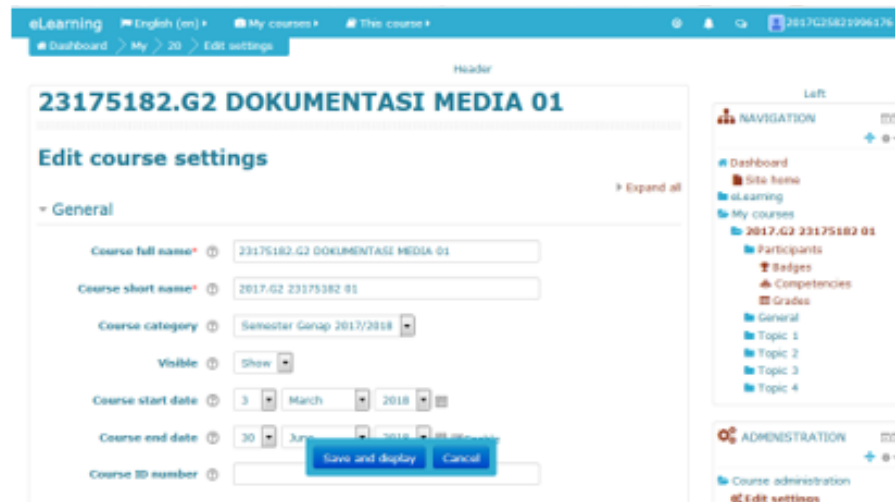 eLearning English (en) My courses This course 2017G25821996176
Dashboard My 20 Edit settings
Header
23175182.G2 DOKUMENTASI MEDIA 01
Edit course settings
Expand all
General
Course full name* 23175182.G2 DOKUMENTASI MEDIA 01
Course short name* 2017.G2 23175182 01
Course category Semester Genap 2017/2018
Visible Show
Course start date 3 March 2018
Course end date 30 June 2018 Enable
Course ID number
Save and display Cancel
Left
NAVIGATION
Dashboard
Site home
eLearning
My courses
2017.G2 23175182 01
Participants
Badges
Competencies
Grades
General
Topic 1
Topic 2
Topic 3
Topic 4
ADMINISTRATION
Course administration
Edit settings